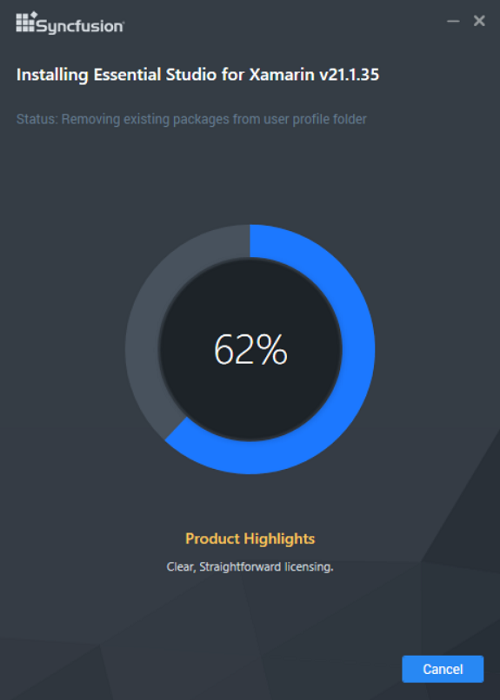 Syncfusion
Installing Essential Studio for Xamarin v21.1.35
Status: Removing existing packages from user profile folder
62%
Product Highlights
Clear, Straightforward licensing.
Cancel